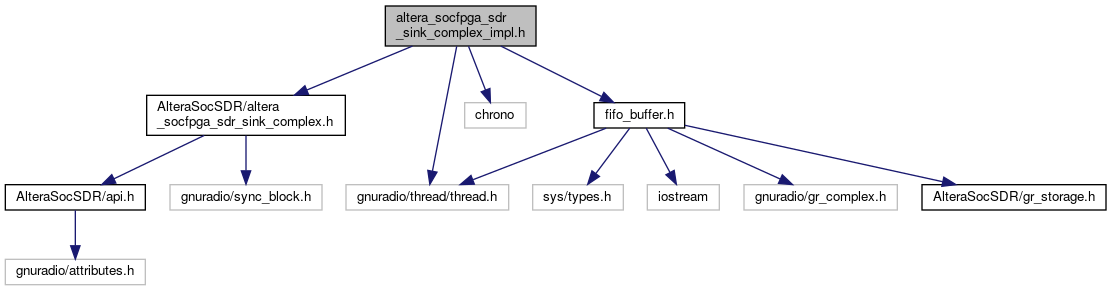 altera_socfpga_sdr
_sink_complex_impl.h
AlteraSocSDR/altera
_socfpga_sdr_sink_complex.h
chrono
fifo_buffer.h
AlteraSocSDR/api.h
gnuradio/sync_block.h
gnuradio/thread/thread.h
sys/types.h
iostream
gnuradio/gr_complex.h
AlteraSocSDR/gr_storage.h
gnuradio/attributes.h